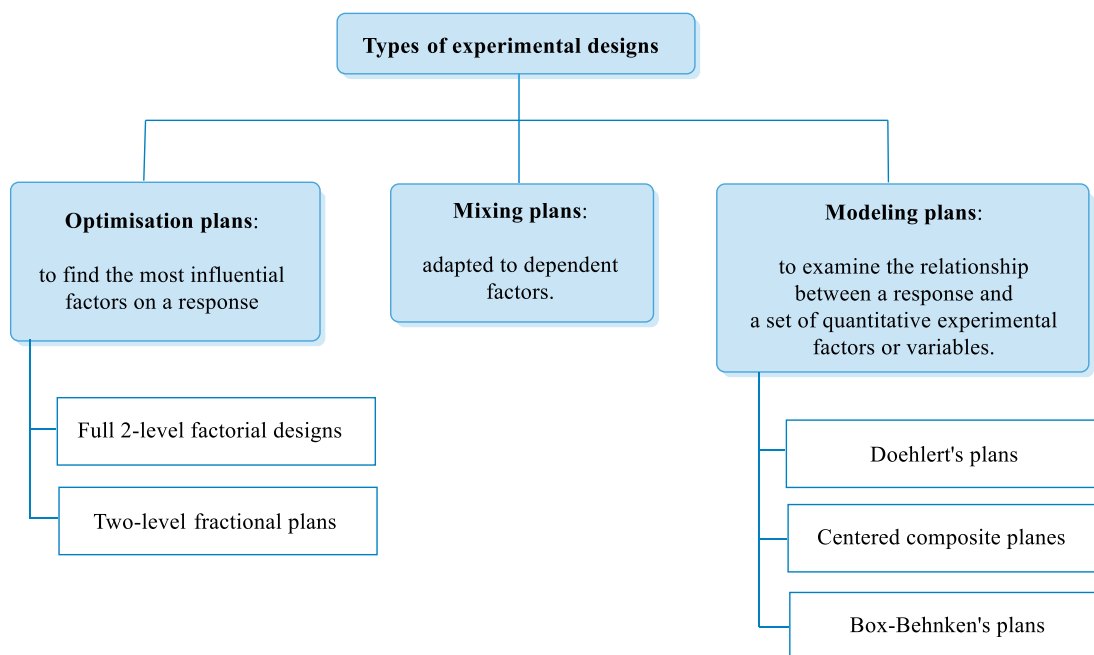 Types of experimental designs
Optimisation plans:
to find the most influential
factors on a response
Full 2-level factorial designs
Two-level fractional plans
Mixing plans:
adapted to dependent
factors.
Modeling plans:
to examine the relationship
between a response and
a set of quantitative experimental
factors or variables.
Doehlert's plans
Centered composite planes
Box-Behnken's plans